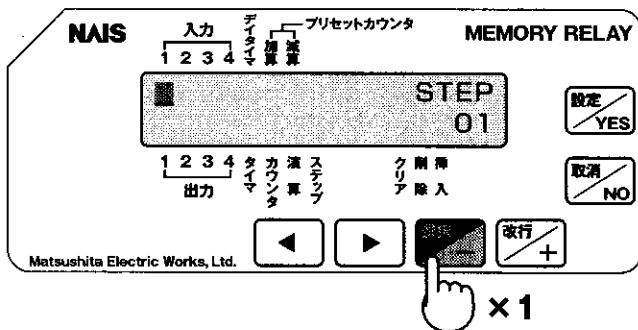 NAIS
入力
1 2 3 4
デイタイマ
加算
減算
プリセットカウンタ
MEMORY RELAY
STEP
01
設定
YES
1 2 3 4
出力
タイマ
カウンタ
演算
ステップ
クリア
削除
挿入
取消
NO
改行
+
−
Matsushita Electric Works, Ltd.
×1